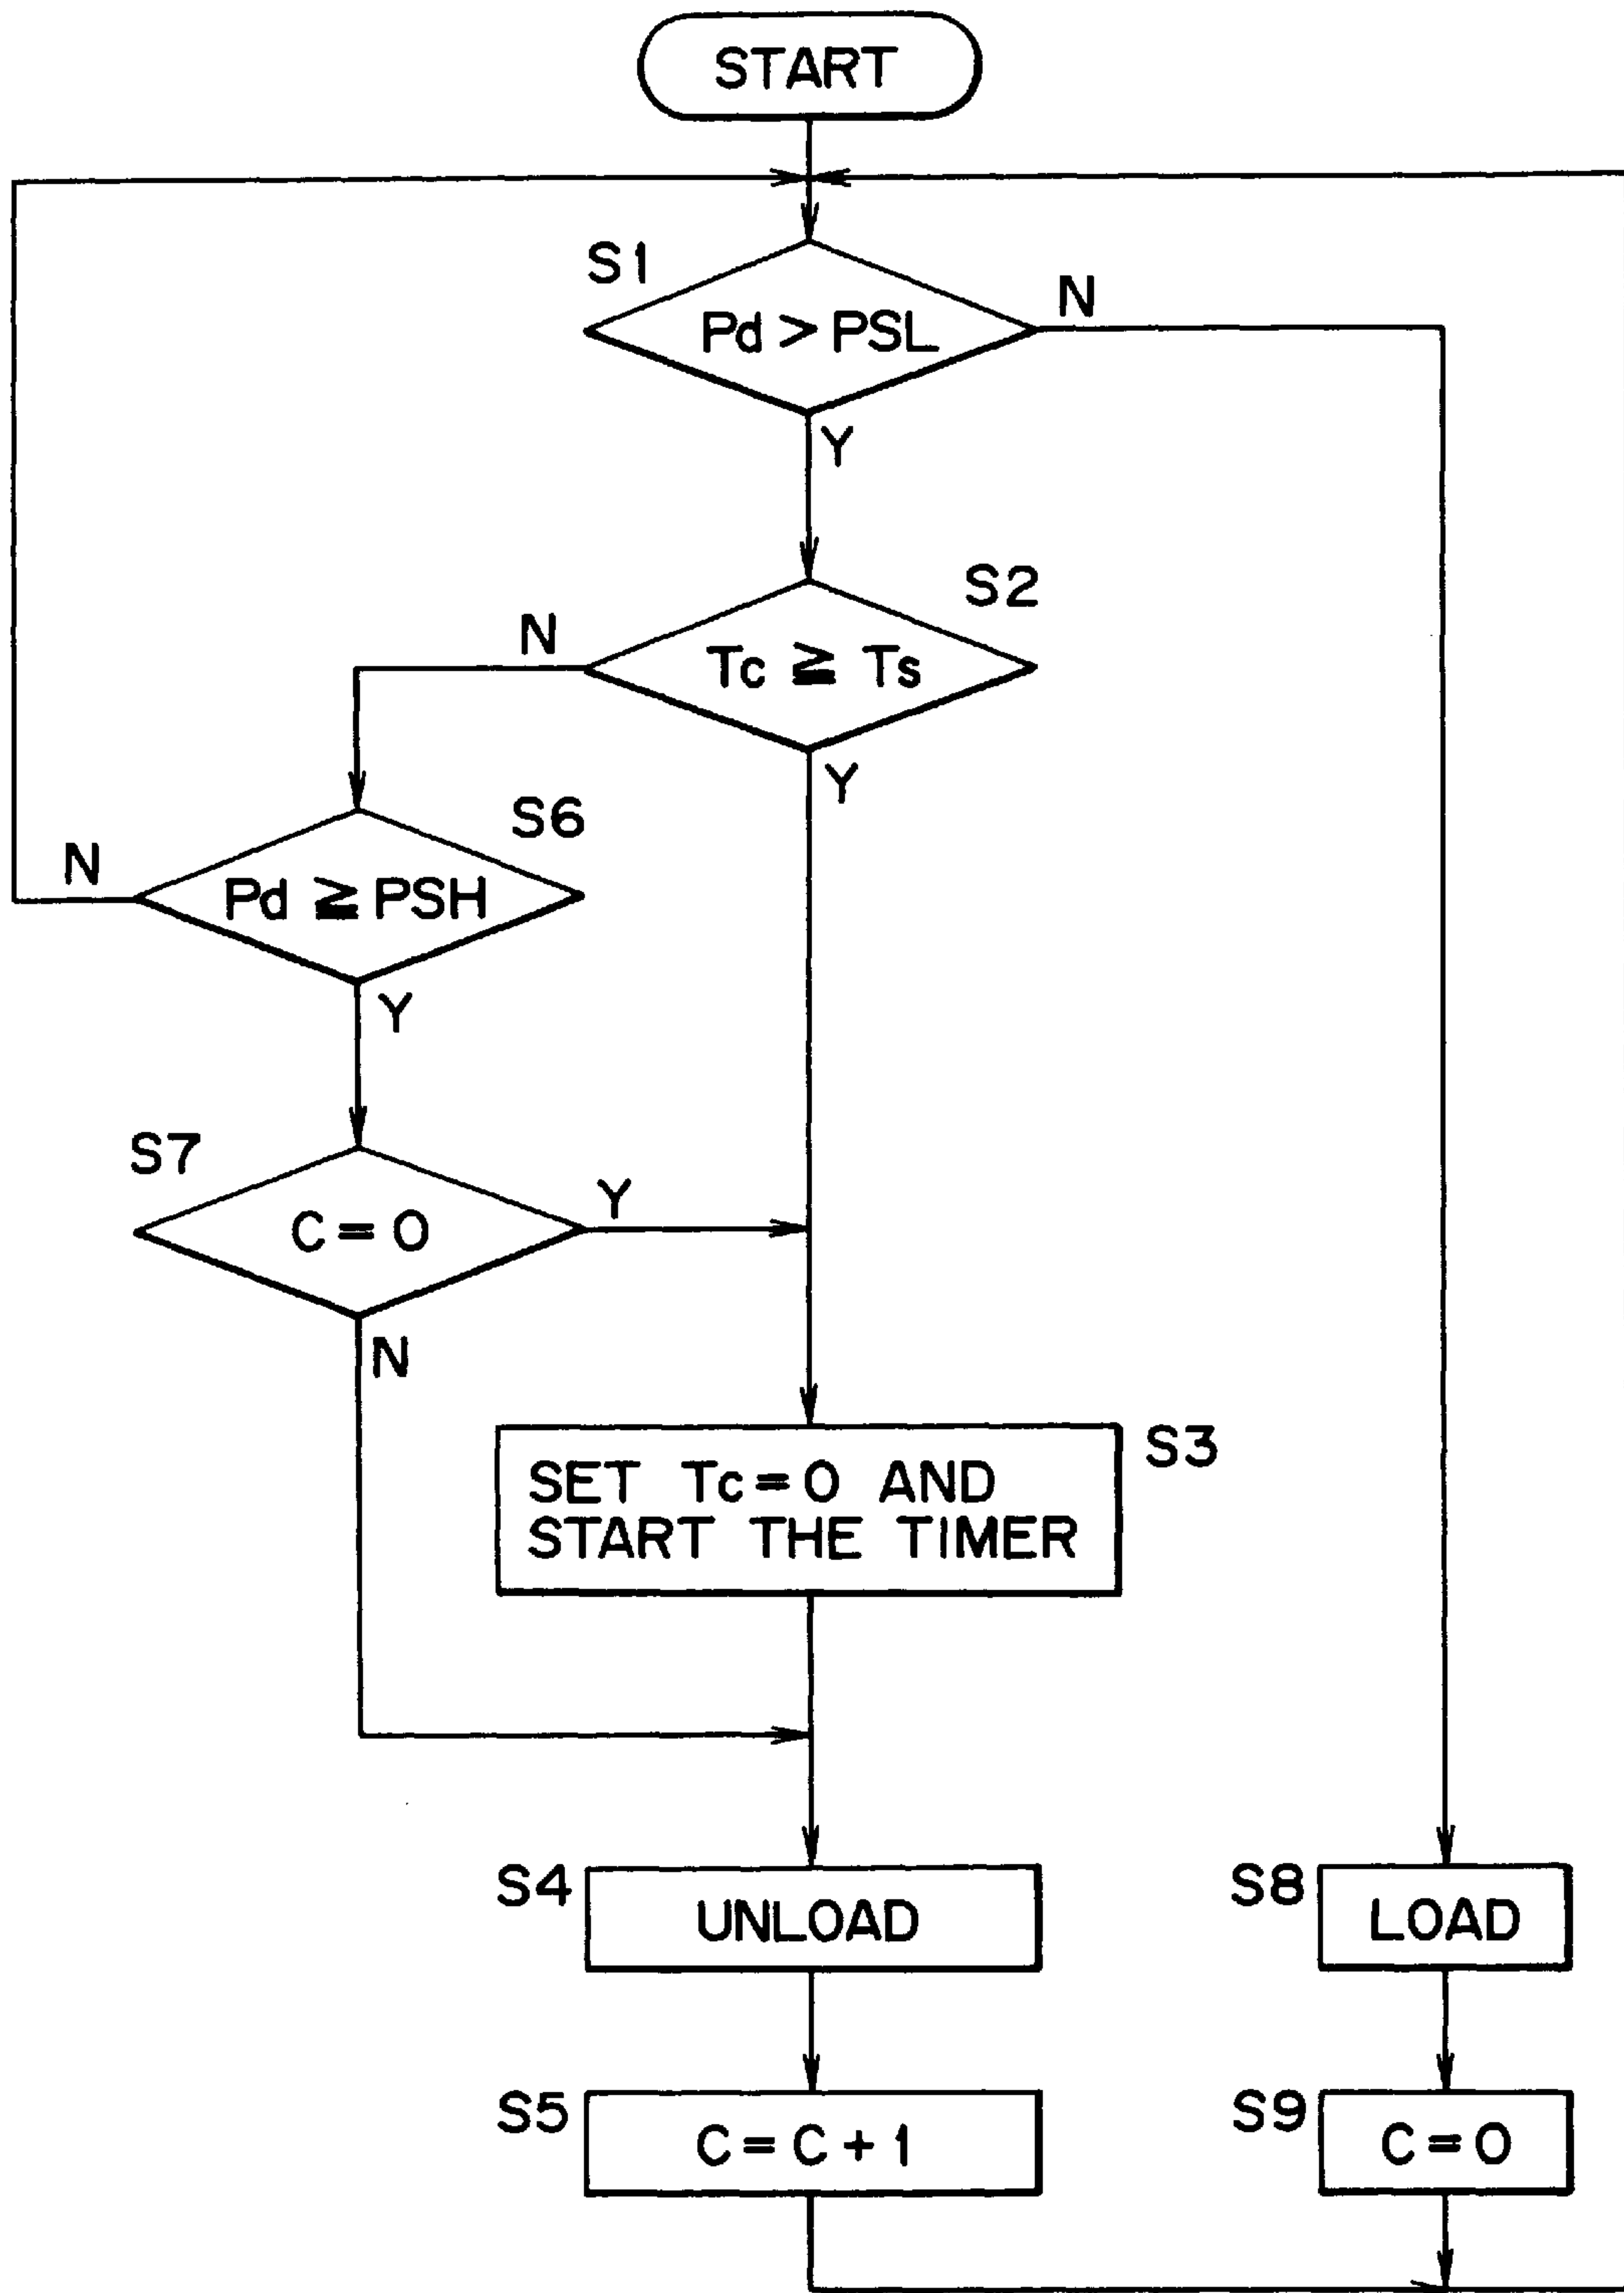 START
S1
Pd > PSL
N
Y
S2
N
Tc ≧ Ts
Y
S6
N
Pd ≧ PSH
Y
S7
Y
C = 0
N
S3
SET Tc = 0 AND
START THE TIMER
S4
UNLOAD
S8
LOAD
S5
C = C + 1
S9
C = 0